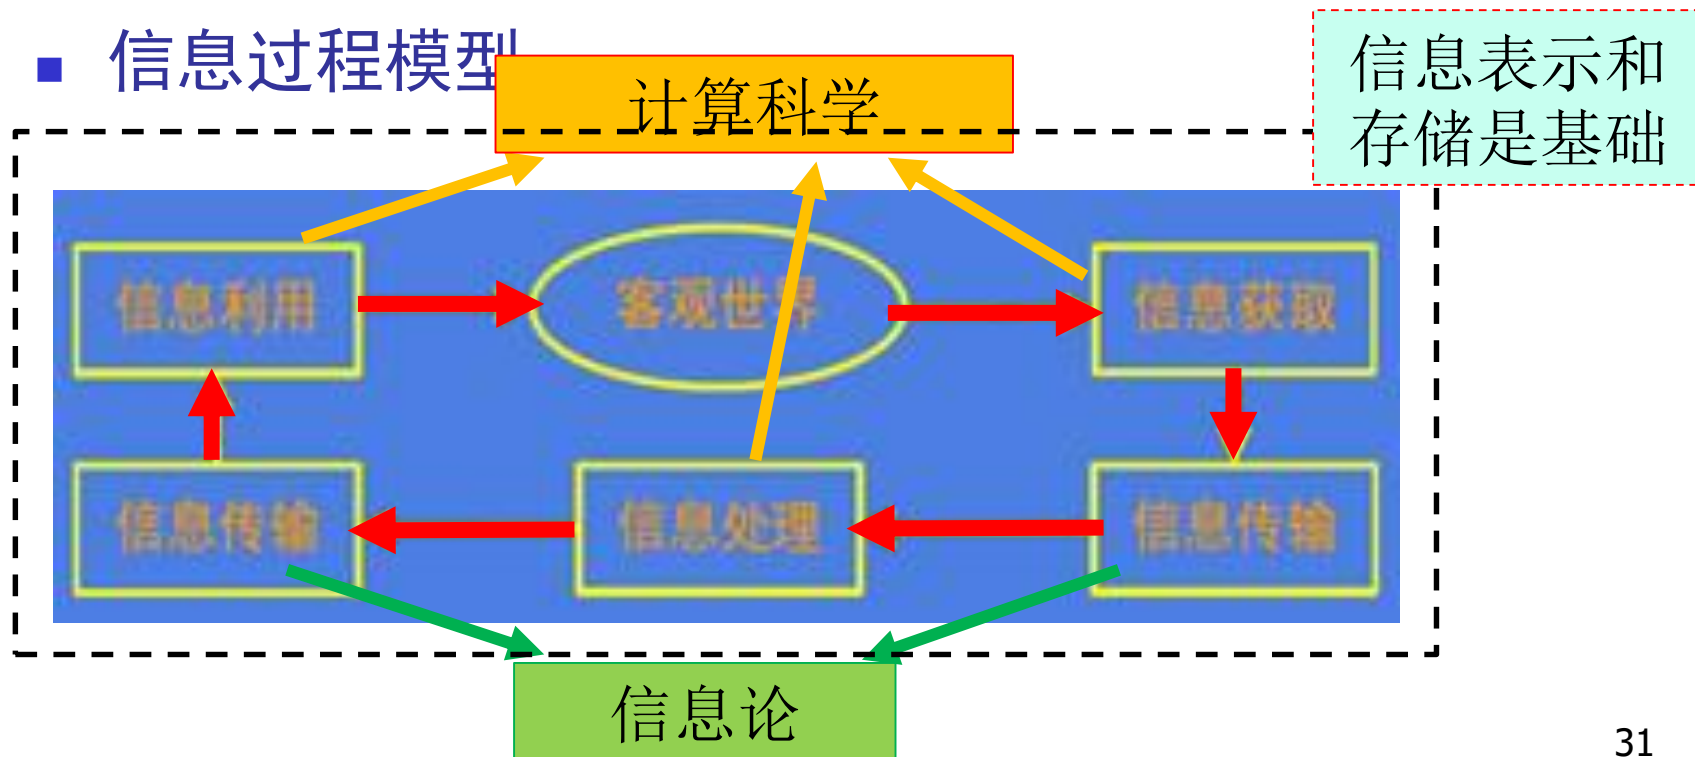 信息过程模型
计算科学
信息表示和
存储是基础
信息利用
客观世界
信息获取
信息传输
信息处理
信息传输
信息论
31